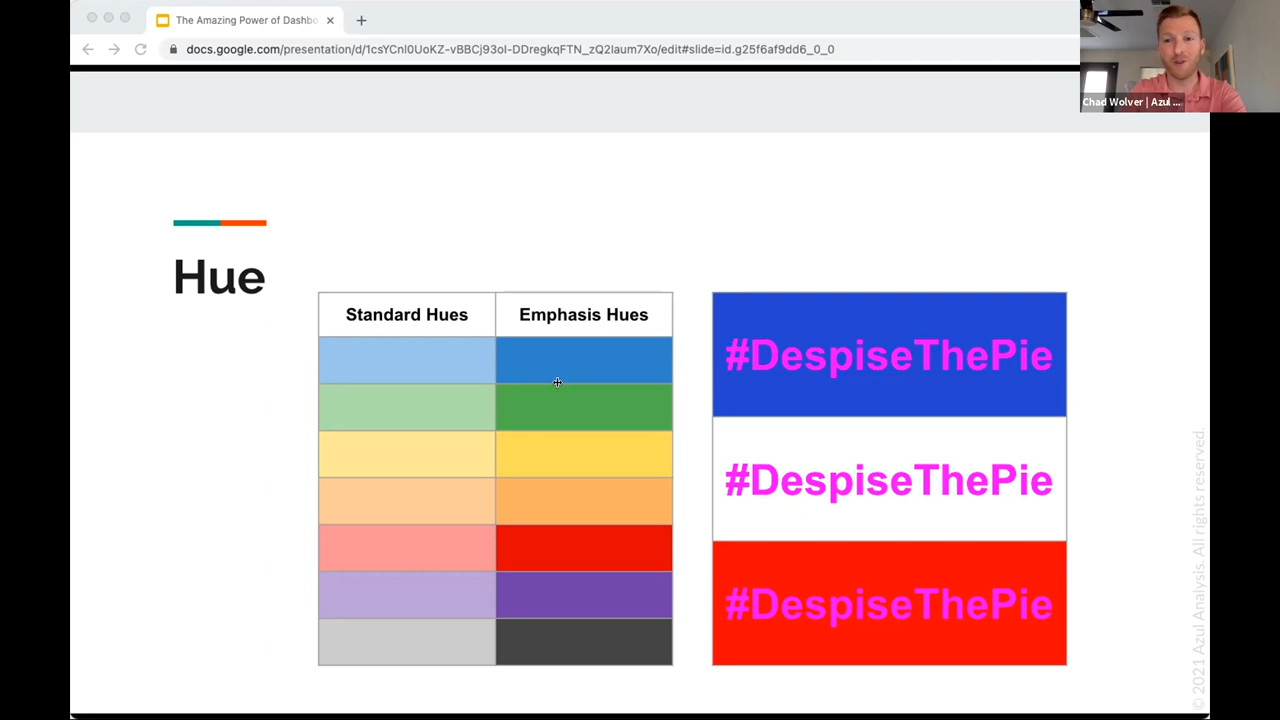 The Amazing Power of Dashbo
docs.google.com/presentation/d/1csYCnl0UoKZ-vBBCj93oI-DDregkqFTN_zQ2laum7Xo/edit#slide=id.g25f6af9dd6_0_0
Chad Wolver | Azul ...
Hue
Standard Hues
Emphasis Hues
#DespiseThePie
#DespiseThePie
#DespiseThePie
© 2021 Azul Analysis. All rights reserved.